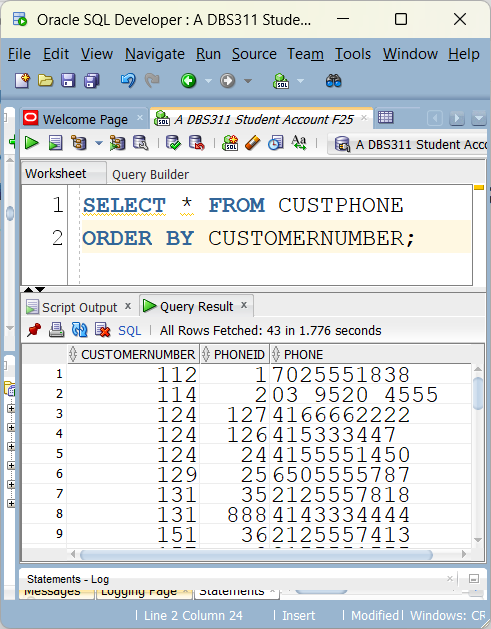 Oracle SQL Developer : A DBS311 Stude...
File Edit View Navigate Run Source Team Tools Window Help
Welcome Page × A DBS311 Student Account F25 ×
Aa
A DBS311 Student Acco
Worksheet Query Builder
1 SELECT * FROM CUSTPHONE
2 ORDER BY CUSTOMERNUMBER;
Script Output × Query Result ×
SQL | All Rows Fetched: 43 in 1.776 seconds
CUSTOMERNUMBER PHONEID PHONE
1 112 1 7025551838
2 114 2 03 9520 4555
3 124 127 4166662222
4 124 126 415333447
5 124 24 4155551450
6 129 25 6505555787
7 131 35 2125557818
8 131 888 4143334444
9 151 36 2125557413
Statements - Log
Messages Logging Page × Statements ×
Line 2 Column 24 | Insert | Modified | Windows: CR